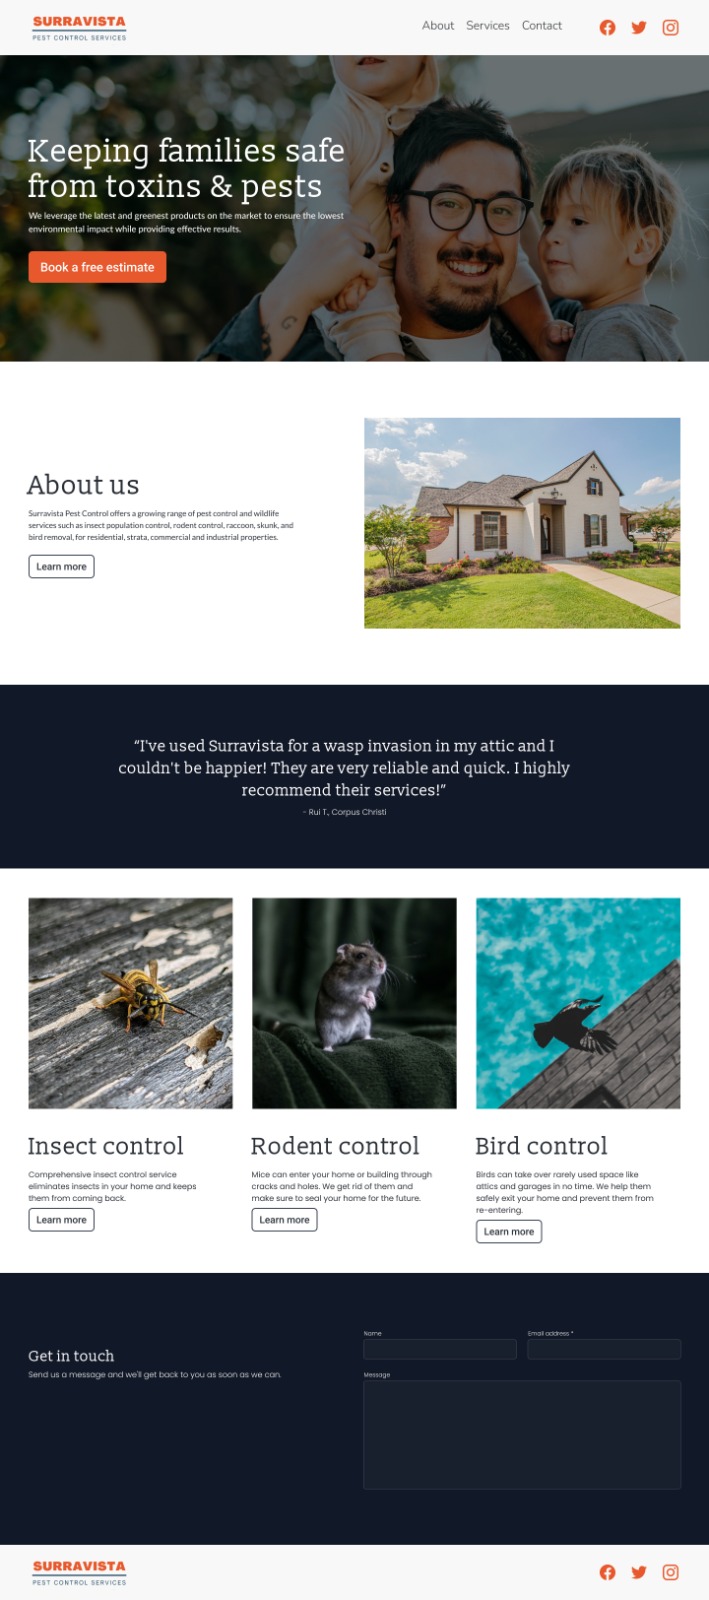 SURRAVISTA
PEST CONTROL SERVICES
About Services Contact
Keeping families safe
from toxins & pests
We leverage the latest and greenest products on the market to ensure the lowest
environmental impact while providing effective results.
Book a free estimate
About us
Surravista Pest Control offers a growing range of pest control and wildlife
services such as insect population control, rodent control, raccoon, skunk, and
bird removal, for residential, strata, commercial and industrial properties.
Learn more
“I've used Surravista for a wasp invasion in my attic and I
couldn't be happier! They are very reliable and quick. I highly
recommend their services!”
- Rui T., Corpus Christi
Insect control
Comprehensive insect control service
eliminates insects in your home and keeps
them from coming back.
Learn more
Rodent control
Mice can enter your home or building through
cracks and holes. We get rid of them and
make sure to seal your home for the future.
Learn more
Bird control
Birds can take over rarely used space like
attics and garages in no time. We help them
safely exit your home and prevent them from
re-entering.
Learn more
Get in touch
Send us a message and we'll get back to you as soon as we can.
Name
Email address *
Message
SURRAVISTA
PEST CONTROL SERVICES